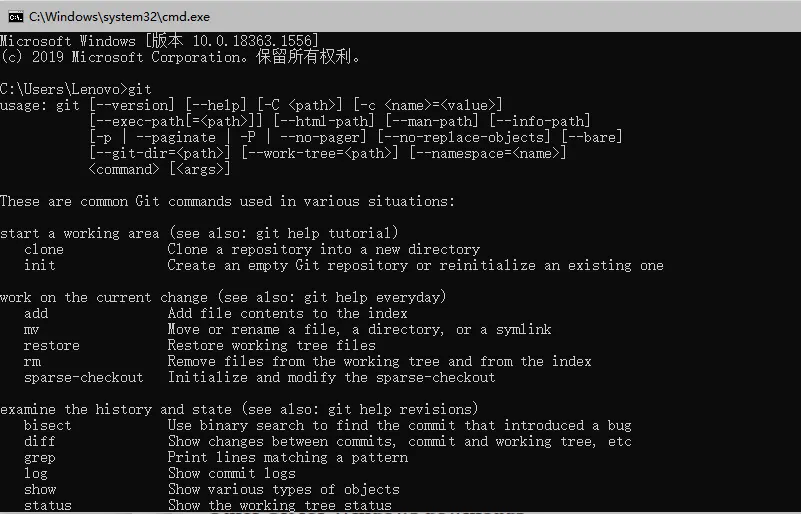 C:\Windows\system32\cmd.exe
Microsoft Windows [版本 10.0.18363.1556]
(c) 2019 Microsoft Corporation。保留所有权利。
C:\Users\Lenovo>git
usage: git [--version] [--help] [-C <path>] [-c <name>=<value>]
[--exec-path[=<path>]] [--html-path] [--man-path] [--info-path]
[-p | --paginate | -P | --no-pager] [--no-replace-objects] [--bare]
[--git-dir=<path>] [--work-tree=<path>] [--namespace=<name>]
<command> [<args>]
These are common Git commands used in various situations:
start a working area (see also: git help tutorial)
clone Clone a repository into a new directory
init Create an empty Git repository or reinitialize an existing one
work on the current change (see also: git help everyday)
add Add file contents to the index
mv Move or rename a file, a directory, or a symlink
restore Restore working tree files
rm Remove files from the working tree and from the index
sparse-checkout Initialize and modify the sparse-checkout
examine the history and state (see also: git help revisions)
bisect Use binary search to find the commit that introduced a bug
diff Show changes between commits, commit and working tree, etc
grep Print lines matching a pattern
log Show commit logs
show Show various types of objects
status Show the working tree status